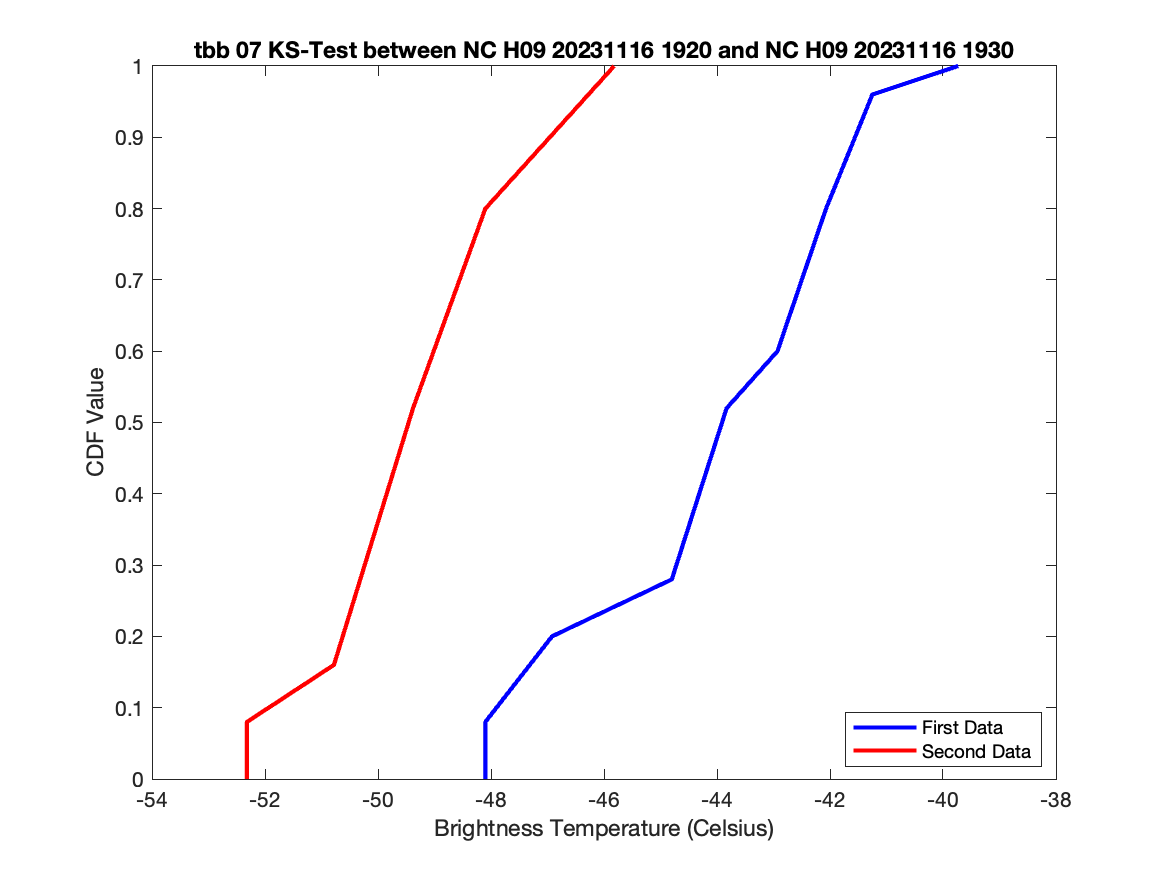 tbb 07 KS-Test between NC H09 20231116 1920 and NC H09 20231116 1930
1
0.9
0.8
0.7
0.6
0.5
0.4
0.3
0.2
0.1
0
CDF Value
First Data
Second Data
-54 -52 -50 -48 -46 -44 -42 -40 -38
Brightness Temperature (Celsius)